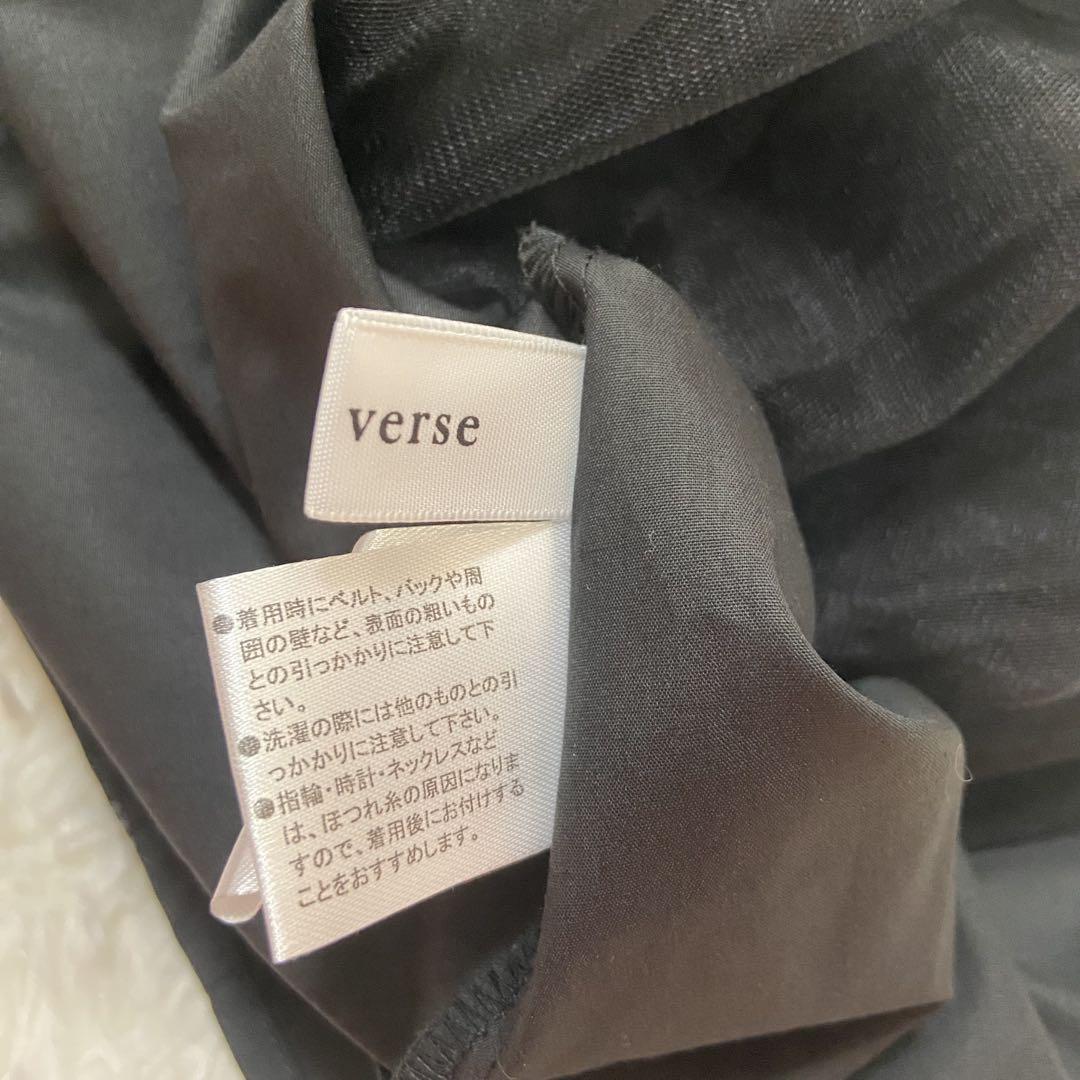 verse
●着用時にベルト、バックや周
囲の壁など、表面の粗いもの
との引っかかりに注意して下
さい。
●洗濯の際には他のものとの引
っかかりに注意して下さい。
●指輪・時計・ネックレスなど
は、ほつれ糸の原因になりま
すので、着用後にお付けする
ことをおすすめします。